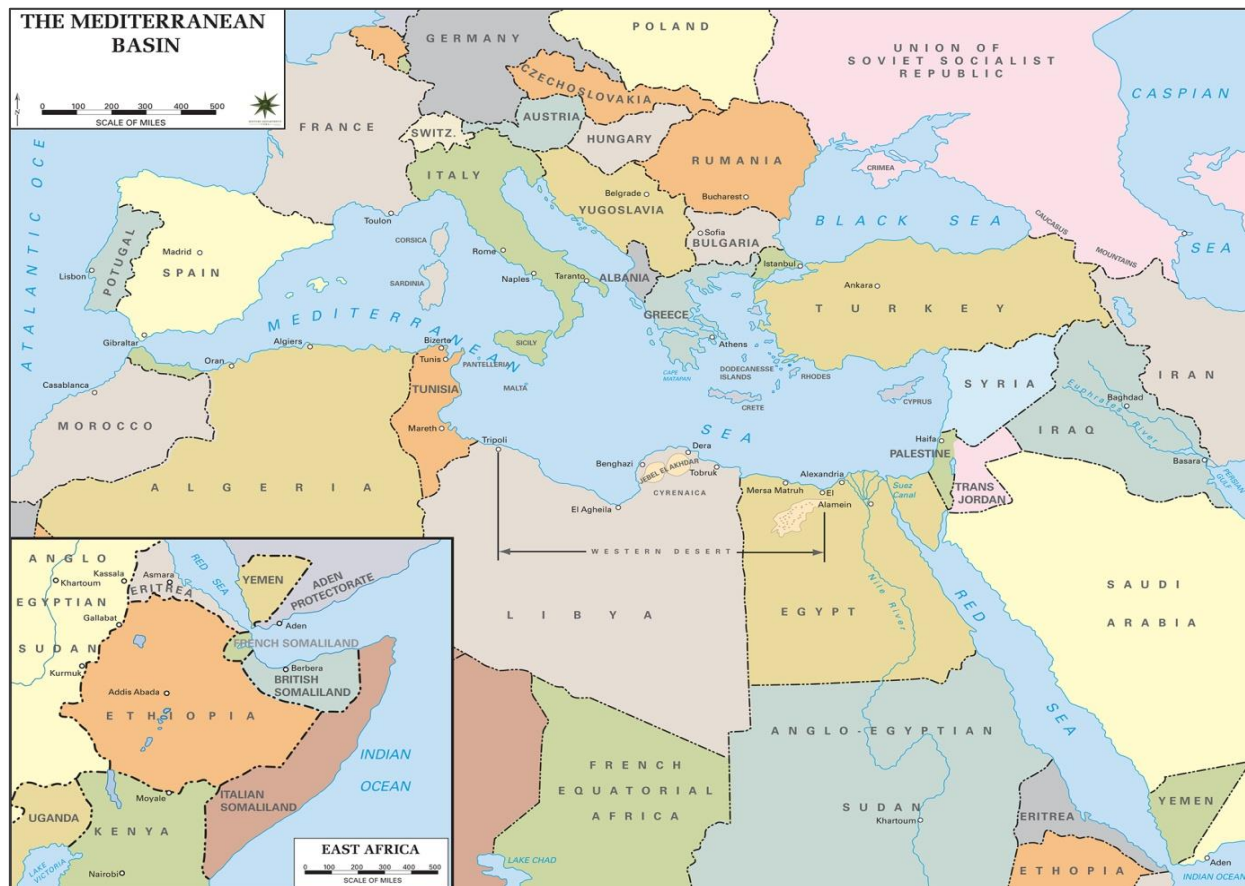 THE MEDITERRANEAN
BASIN
N
0 100 200 300 400 500
SCALE OF MILES
ATALANTIC OCE
GERMANY
POLAND
UNION OF
SOVIET SOCIALIST
REPUBLIC
CASPIAN
SEA
CZECHOSLOVAKIA
FRANCE
SWITZ.
AUSTRIA
HUNGARY
RUMANIA
CRIMEA
ITALY
Belgrade
YUGOSLAVIA
Bucharest
BLACK SEA
CAUCASUS
MOUNTAINS
Toulon
CORSICA
Sofia
BULGARIA
PORTUGAL
Madrid
SPAIN
Lisbon
Rome
Naples
Taranto
ALBANIA
Istanbul
SARDINIA
Ankara
TURKEY
GREECE
MEDITERRANEAN
SEA
Gibraltar
Algiers
Bizerte
SICILY
Athens
Oran
Tunis
PANTELLERIA
CAPE
MATAPAN
DODECANESSE
ISLANDS
RHODES
IRAN
Casablanca
TUNISIA
MALTA
CRETE
CYPRUS
SYRIA
Euphrates River
Baghdad
MOROCCO
Mareth
Tripoli
IRAQ
Haifa
PALESTINE
Basara
Dera
Benghazi
JEBEL EL AKHDAR
Tobruk
Alexandria
PERSIAN
GULF
ALGERIA
CYRENAICA
Mersa Matruh
El
Alamein
Suez
Canal
TRANS
JORDAN
El Agheila
WESTERN DESERT
LIBYA
EGYPT
Nile River
RED
SEA
SAUDI
ARABIA
FRENCH
EQUATORIAL
AFRICA
ANGLO-EGYPTIAN
SUDAN
Khartoum
LAKE CHAD
ERITREA
YEMEN
ETHOPIA
Aden
INDIAN OCEAN
ANGLO
EGYPTIAN
SUDAN
Khartoum
Kassala
Asmara
ERITREA
RED SEA
YEMEN
ADEN
PROTECTORATE
Gallabat
Aden
FRENCH SOMALILAND
Kurmuk
Berbera
BRITISH
SOMALILAND
Addis Abada
ETHIOPIA
INDIAN
OCEAN
ITALIAN
SOMALILAND
Moyale
UGANDA
KENYA
LAKE
VICTORIA
Nairobi
EAST AFRICA
0 100 200 300 400 500
SCALE OF MILES